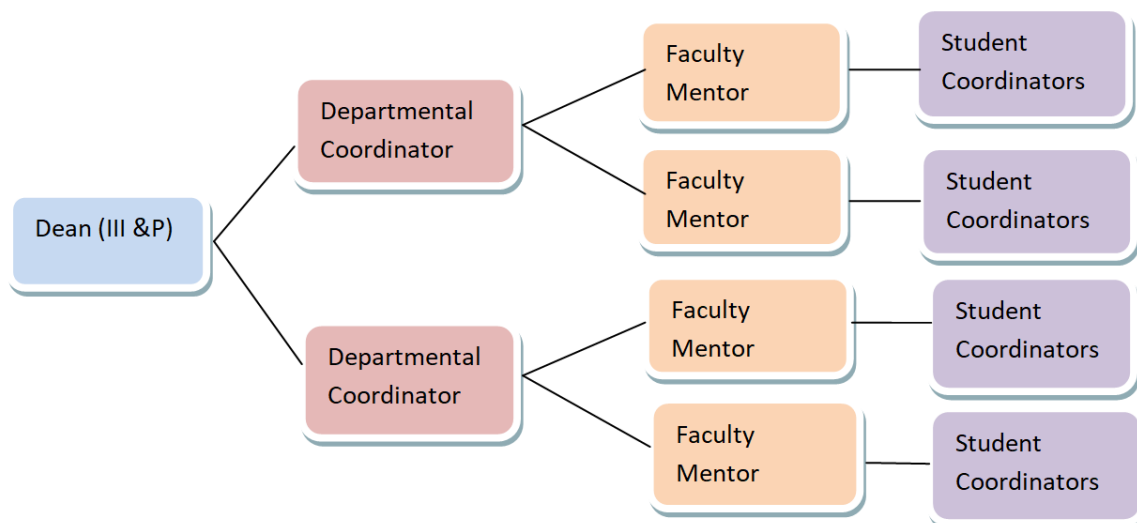 Dean (III &P)
Departmental
Coordinator
Departmental
Coordinator
Faculty
Mentor
Faculty
Mentor
Faculty
Mentor
Faculty
Mentor
Student
Coordinators
Student
Coordinators
Student
Coordinators
Student
Coordinators